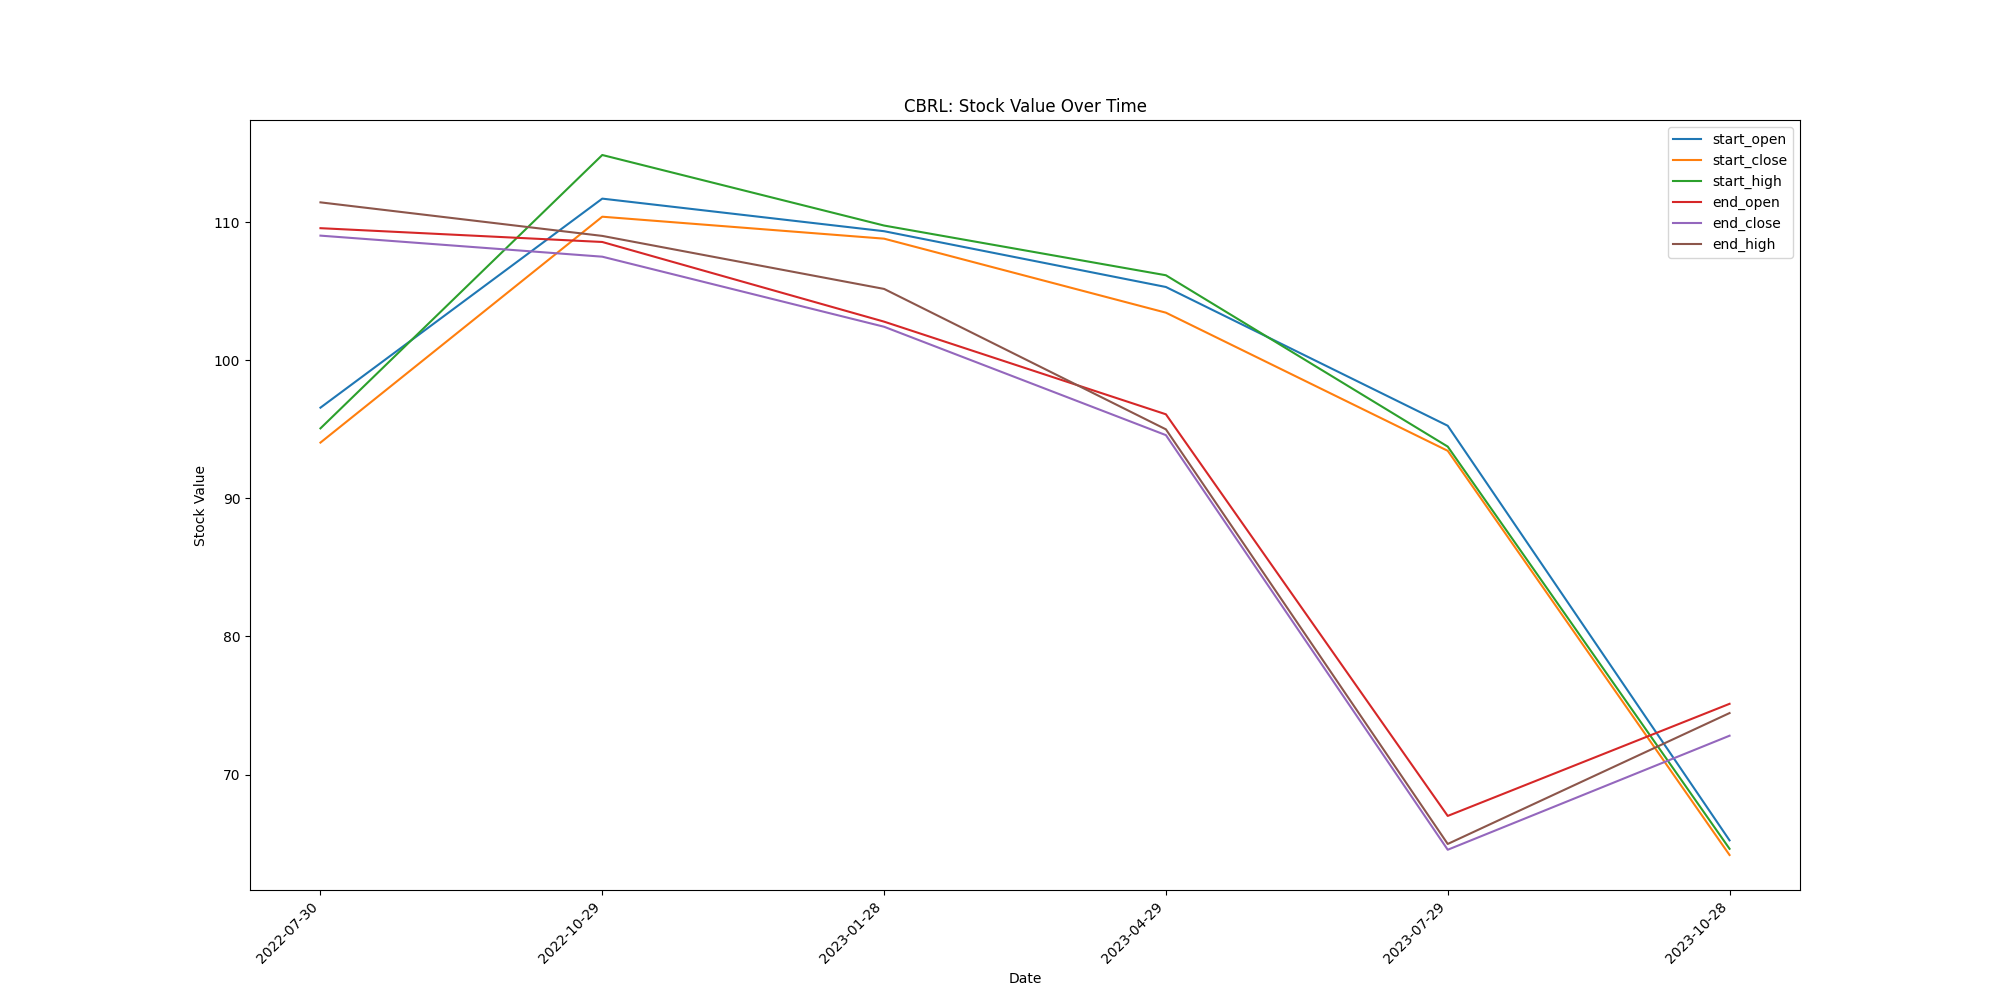 CBRL: Stock Value Over Time
start_open
start_close
start_high
end_open
end_close
end_high
Stock Value
110
100
90
80
70
2022-07-30
2022-10-29
2023-01-28
2023-04-29
2023-07-29
2023-10-28
Date